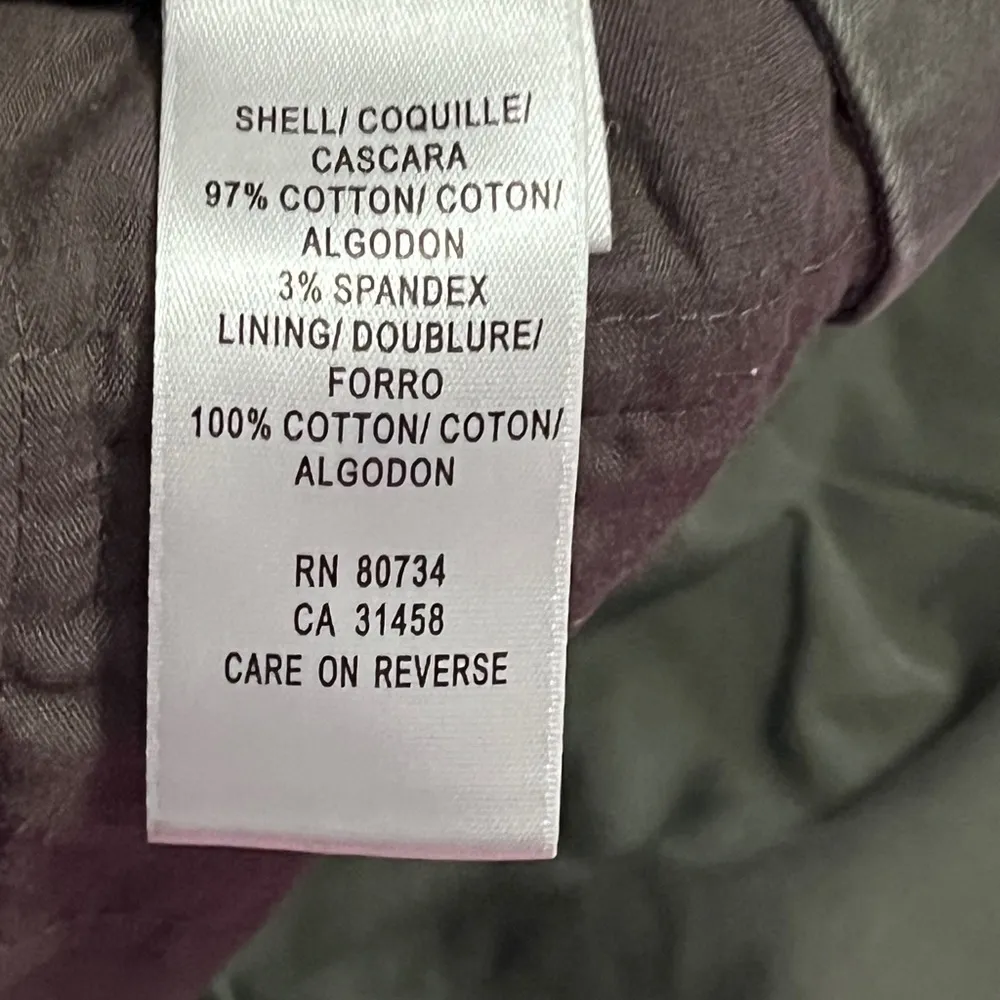 SHELL/ COQUILLE/
CASCARA
97% COTTON/ COTON/
ALGODON
3% SPANDEX
LINING/ DOUBLURE/
FORRO
100% COTTON/ COTON/
ALGODON
RN 80734
CA 31458
CARE ON REVERSE